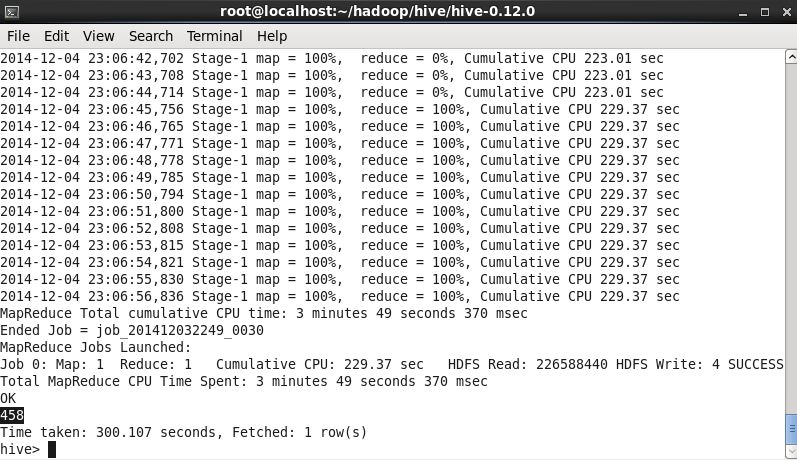 root@localhost:~/hadoop/hive/hive-0.12.0
File Edit View Search Terminal Help
2014-12-04 23:06:42,702 Stage-1 map = 100%,  reduce = 0%, Cumulative CPU 223.01 sec
2014-12-04 23:06:43,708 Stage-1 map = 100%,  reduce = 0%, Cumulative CPU 223.01 sec
2014-12-04 23:06:44,714 Stage-1 map = 100%,  reduce = 0%, Cumulative CPU 223.01 sec
2014-12-04 23:06:45,756 Stage-1 map = 100%,  reduce = 100%, Cumulative CPU 229.37 sec
2014-12-04 23:06:46,765 Stage-1 map = 100%,  reduce = 100%, Cumulative CPU 229.37 sec
2014-12-04 23:06:47,771 Stage-1 map = 100%,  reduce = 100%, Cumulative CPU 229.37 sec
2014-12-04 23:06:48,778 Stage-1 map = 100%,  reduce = 100%, Cumulative CPU 229.37 sec
2014-12-04 23:06:49,785 Stage-1 map = 100%,  reduce = 100%, Cumulative CPU 229.37 sec
2014-12-04 23:06:50,794 Stage-1 map = 100%,  reduce = 100%, Cumulative CPU 229.37 sec
2014-12-04 23:06:51,800 Stage-1 map = 100%,  reduce = 100%, Cumulative CPU 229.37 sec
2014-12-04 23:06:52,808 Stage-1 map = 100%,  reduce = 100%, Cumulative CPU 229.37 sec
2014-12-04 23:06:53,815 Stage-1 map = 100%,  reduce = 100%, Cumulative CPU 229.37 sec
2014-12-04 23:06:54,821 Stage-1 map = 100%,  reduce = 100%, Cumulative CPU 229.37 sec
2014-12-04 23:06:55,830 Stage-1 map = 100%,  reduce = 100%, Cumulative CPU 229.37 sec
2014-12-04 23:06:56,836 Stage-1 map = 100%,  reduce = 100%, Cumulative CPU 229.37 sec
MapReduce Total cumulative CPU time: 3 minutes 49 seconds 370 msec
Ended Job = job_201412032249_0030
MapReduce Jobs Launched:
Job 0: Map: 1  Reduce: 1   Cumulative CPU: 229.37 sec   HDFS Read: 226588440 HDFS Write: 4 SUCCESS
Total MapReduce CPU Time Spent: 3 minutes 49 seconds 370 msec
OK
458
Time taken: 300.107 seconds, Fetched: 1 row(s)
hive>